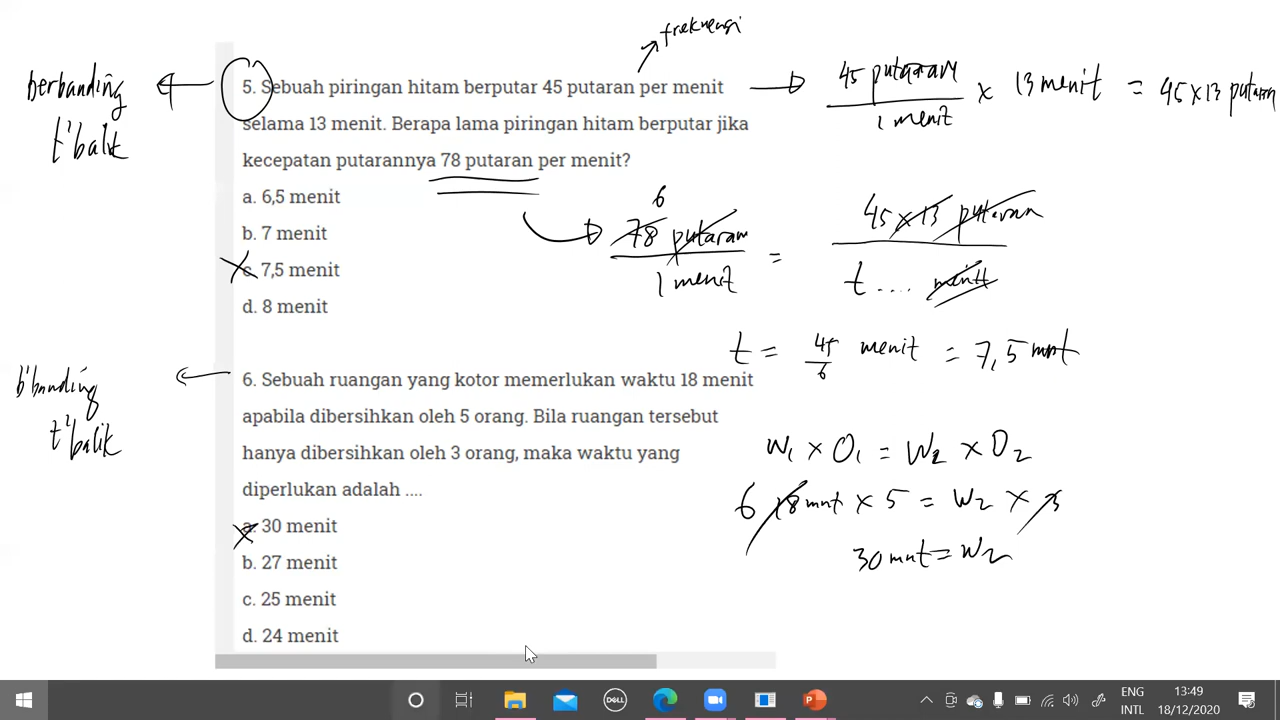 frekuensi
berbanding
t'balik
5. Sebuah piringan hitam berputar 45 putaran per menit
selama 13 menit. Berapa lama piringan hitam berputar jika
kecepatan putarannya 78 putaran per menit?
a. 6,5 menit
b. 7 menit
c. 7,5 menit
d. 8 menit
45 putaran
1 menit
x 13 menit = 45 x 13 putaran
6
78 putaran
1 menit
=
45 x 13 putaran
t .... menit
t = 45/6 menit = 7,5 mnt
b'banding
t'balik
6. Sebuah ruangan yang kotor memerlukan waktu 18 menit
apabila dibersihkan oleh 5 orang. Bila ruangan tersebut
hanya dibersihkan oleh 3 orang, maka waktu yang
diperlukan adalah ....
a. 30 menit
b. 27 menit
c. 25 menit
d. 24 menit
W1 x O1 = W2 x O2
6 18 mnt x 5 = W2 x 3
30 mnt = W2
DELL
ENG
INTL
13:49
18/12/2020